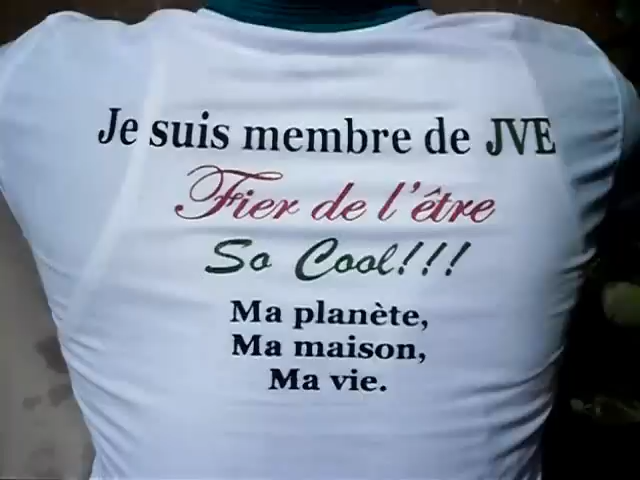 Je suis membre de JVE
Fier de l'être
So Cool!!!
Ma planète,
Ma maison,
Ma vie.